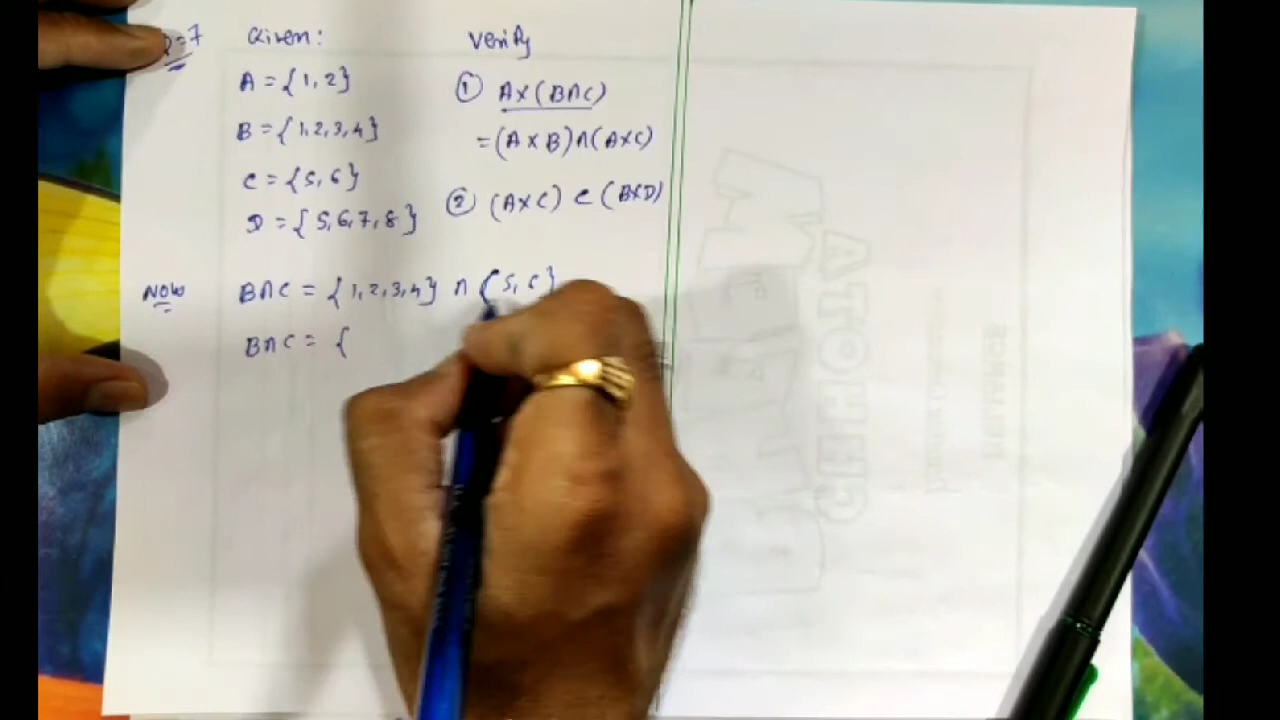 Q=7 Given: Verify
A = {1, 2} ① A×(B∩C)
B = {1, 2, 3, 4} = (A × B)∩(A×C)
C = {5, 6}
D = {5, 6, 7, 8} ② (A×C) ⊂ (B×D)
NOW B∩C = {1, 2, 3, 4} ∩ {5, 6}
B∩C = {